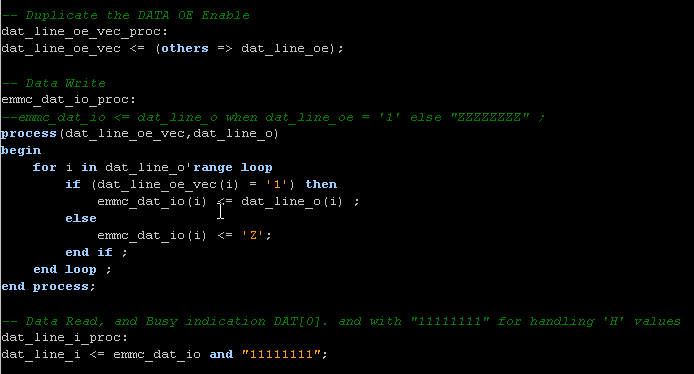 -- Duplicate the DATA OE Enable
dat_line_oe_vec_proc:
dat_line_oe_vec <= (others => dat_line_oe);
-- Data Write
emmc_dat_io_proc:
--emmc_dat_io <= dat_line_o when dat_line_oe = '1' else "ZZZZZZZZ" ;
process(dat_line_oe_vec,dat_line_o)
begin
for i in dat_line_o'range loop
if (dat_line_oe_vec(i) = '1') then
emmc_dat_io(i) <= dat_line_o(i) ;
else
emmc_dat_io(i) <= 'Z';
end if ;
end loop ;
end process;
-- Data Read, and Busy indication DAT[0]. and with "11111111" for handling 'H' values
dat_line_i_proc:
dat_line_i <= emmc_dat_io and "11111111";